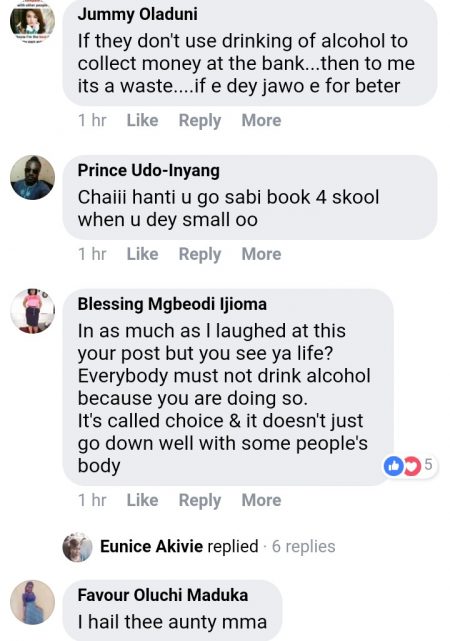 with other people.
Jummy Oladuni
If they don't use drinking of alcohol to
collect money at the bank...then to me
its a waste....if e dey jawo e for beter
1 hr Like Reply More
Prince Udo-Inyang
Chaiii hanti u go sabi book 4 skool
when u dey small oo
1 hr Like Reply More
Blessing Mgbeodi Ijioma
In as much as I laughed at this
your post but you see ya life?
Everybody must not drink alcohol
because you are doing so.
It's called choice & it doesn't just
go down well with some people's
body
5
1 hr Like Reply More
Eunice Akivie replied · 6 replies
Favour Oluchi Maduka
I hail thee aunty mma